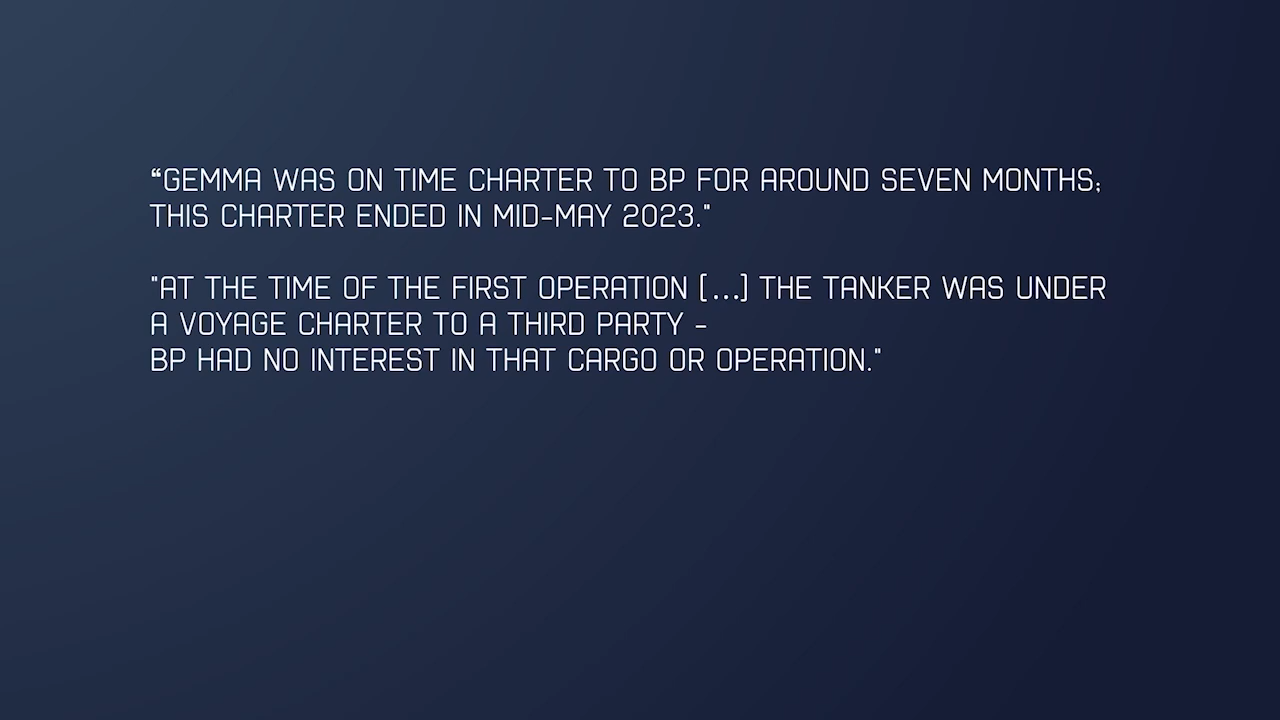 “GEMMA WAS ON TIME CHARTER TO BP FOR AROUND SEVEN MONTHS;
THIS CHARTER ENDED IN MID-MAY 2023."
"AT THE TIME OF THE FIRST OPERATION [...] THE TANKER WAS UNDER
A VOYAGE CHARTER TO A THIRD PARTY -
BP HAD NO INTEREST IN THAT CARGO OR OPERATION."